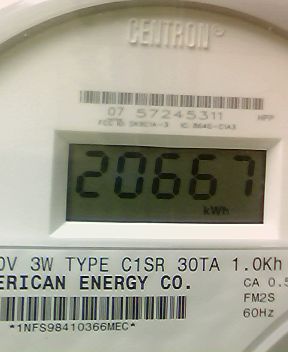 CENTRON®
07 57245311
HPP
20667
kWh
0V 3W TYPE C1SR 30TA 1.0Kh
ERICAN ENERGY CO.
CA 0.5
FM2S
60Hz
*1NFS98410366MEC*